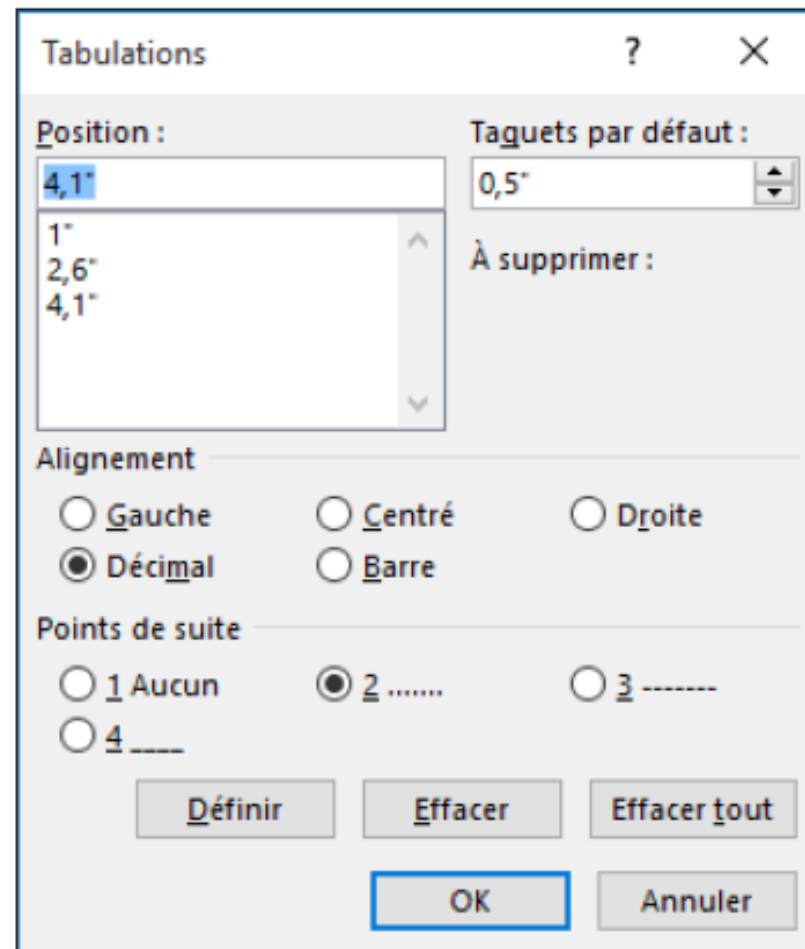 Tabulations ?
Position : Taquets par défaut :
4,1" 0,5"
1" À supprimer :
2,6"
4,1"
Alignement
Gauche Centré Droite
Décimal Barre
Points de suite
1 Aucun 2 ....... 3 -------
4 ____
Définir Effacer Effacer tout
OK Annuler